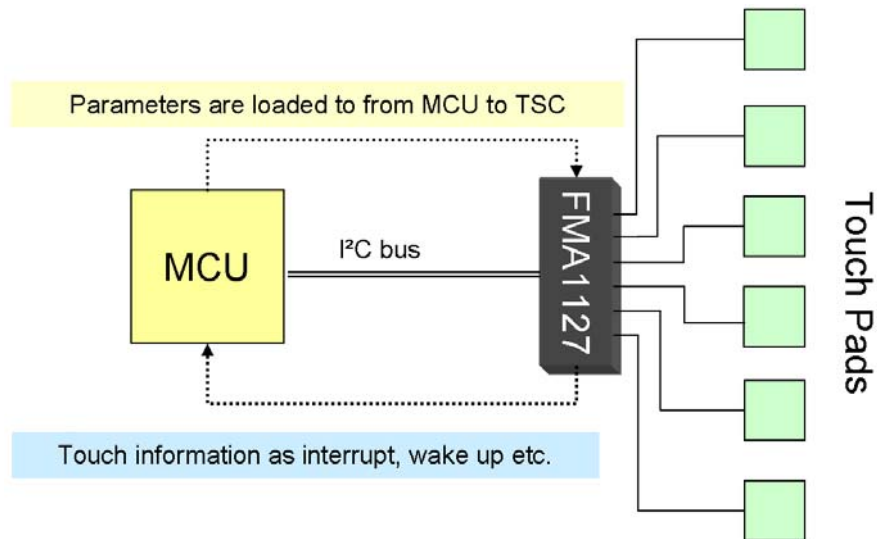 Parameters are loaded to from MCU to TSC
MCU
I²C bus
FMA1127
Touch Pads
Touch information as interrupt, wake up etc.